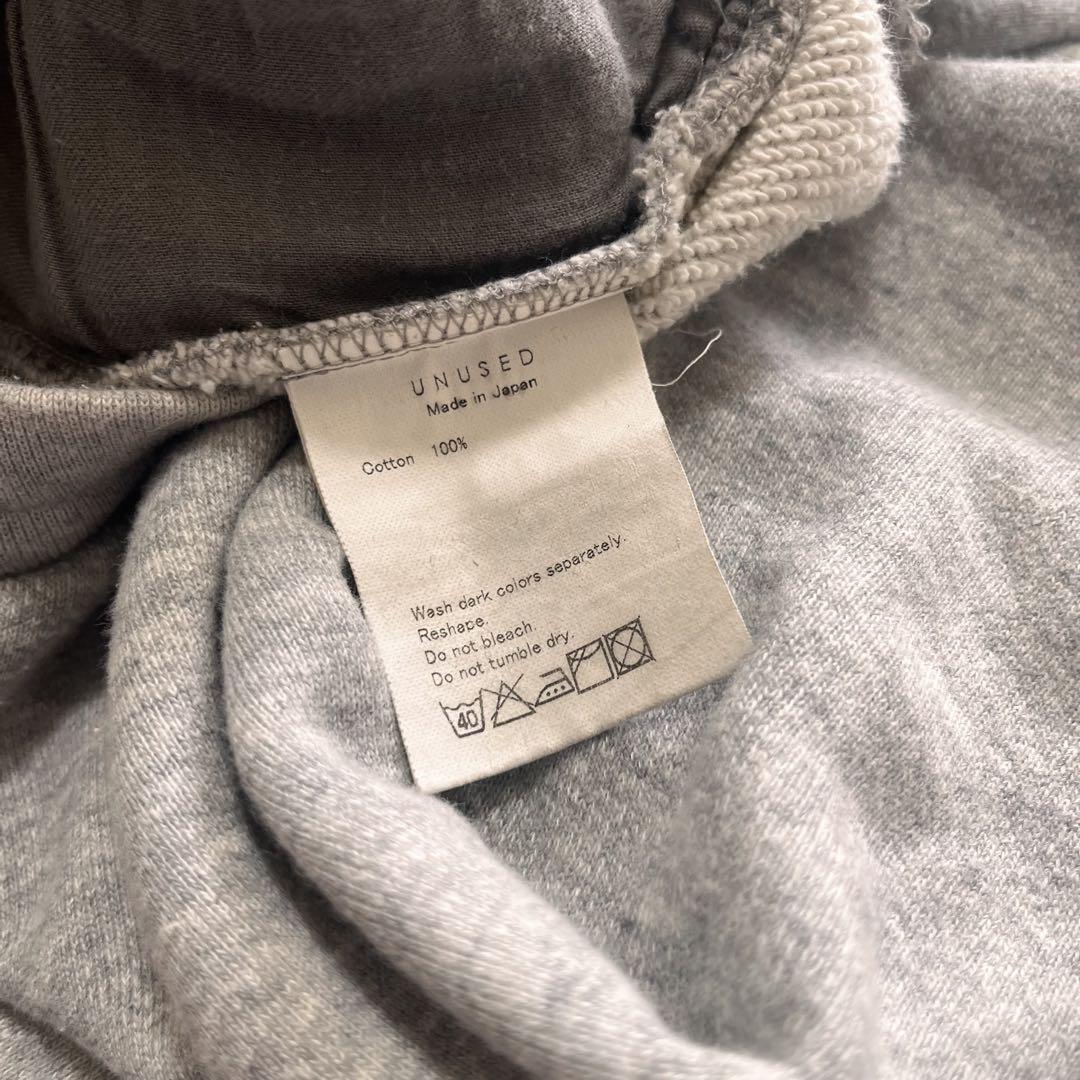 UNUSED
Made in Japan
Cotton 100%
Wash dark colors separately.
Reshape.
Do not bleach.
Do not tumble dry.
40